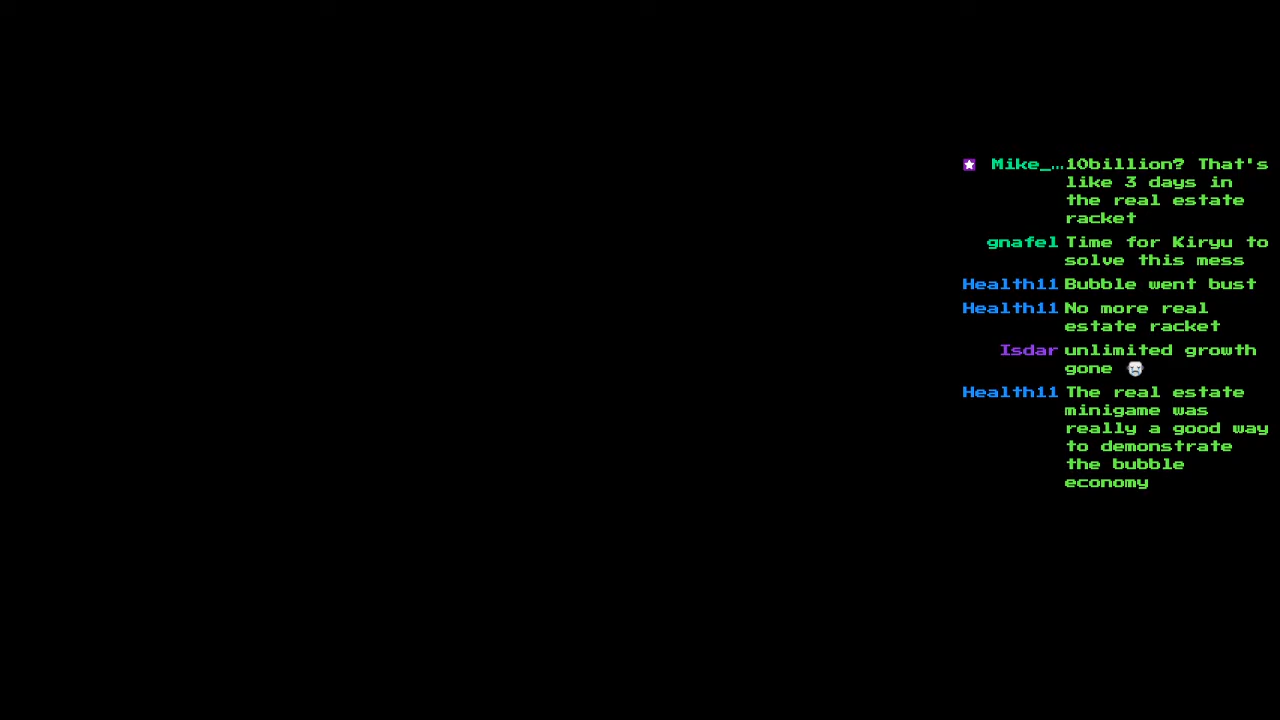 Mike_…10billion? That's
like 3 days in
the real estate
racket
gnafel Time for Kiryu to
solve this mess
Health11 Bubble went bust
Health11 No more real
estate racket
Isdar unlimited growth
gone
Health11 The real estate
minigame was
really a good way
to demonstrate
the bubble
economy